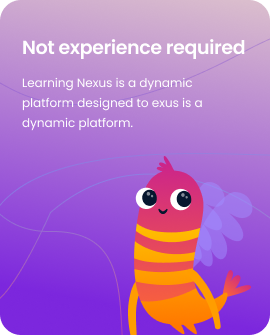 Not experience required
Learning Nexus is a dynamic
platform designed to exus is a
dynamic platform.